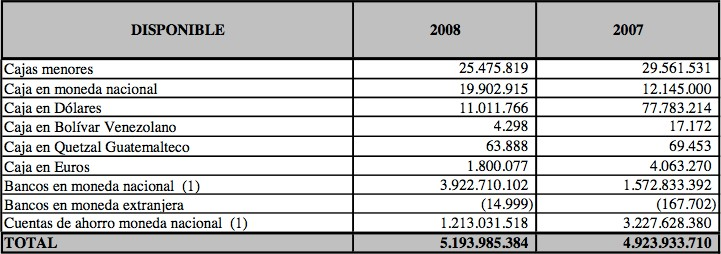 DISPONIBLE 2008 2007
Cajas menores 25.475.819 29.561.531
Caja en moneda nacional 19.902.915 12.145.000
Caja en Dólares 11.011.766 77.783.214
Caja en Bolívar Venezolano 4.298 17.172
Caja en Quetzal Guatemalteco 63.888 69.453
Caja en Euros 1.800.077 4.063.270
Bancos en moneda nacional (1) 3.922.710.102 1.572.833.392
Bancos en moneda extranjera (14.999) (167.702)
Cuentas de ahorro moneda nacional (1) 1.213.031.518 3.227.628.380
TOTAL 5.193.985.384 4.923.933.710